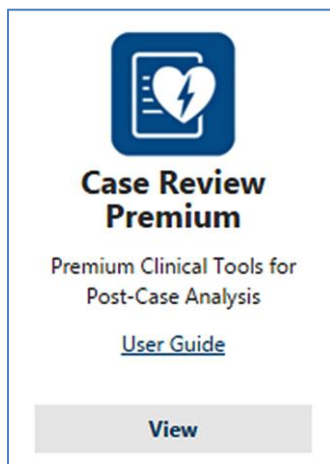 Case Review
Premium
Premium Clinical Tools for
Post-Case Analysis
User Guide
View